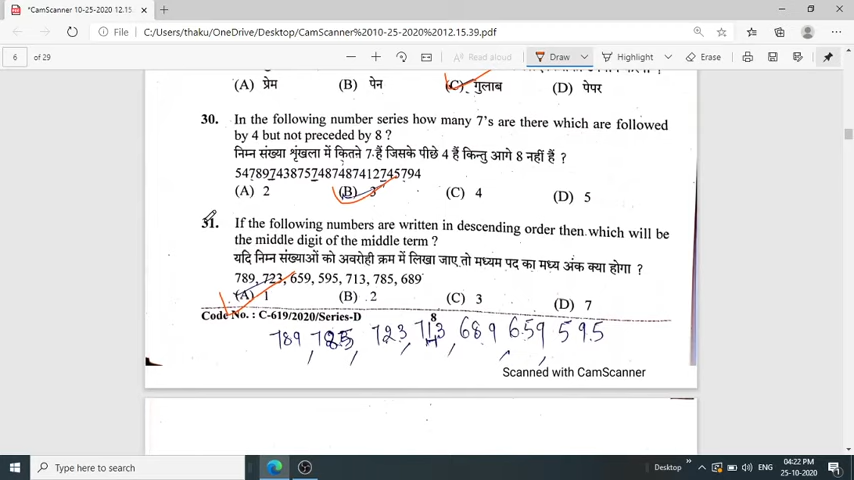 *CamScanner 10-25-2020 12.15.
C:/Users/thaku/OneDrive/Desktop/CamScanner%2010-25-2020%2012.15.39.pdf
6 of 29
Read aloud Draw Highlight Erase
(A) प्रेम (B) पेन (C) गुलाब (D) पेपर
30. In the following number series how many 7's are there which are followed
by 4 but not preceded by 8 ?
निम्न संख्या शृंखला में कितने 7 हैं जिसके पीछे 4 हैं किन्तु आगे 8 नहीं हैं ?
547897438757487487412745794
(A) 2 (B) 3 (C) 4 (D) 5
31. If the following numbers are written in descending order then which will be
the middle digit of the middle term ?
यदि निम्न संख्याओं को अवरोही क्रम में लिखा जाए तो मध्यम पद का मध्य अंक क्या होगा ?
789, 723, 659, 595, 713, 785, 689
(A) 1 (B) 2 (C) 3 (D) 7
Code No. : C-619/2020/Series-D
8
789, 785, 723, 713, 689, 659, 595
Scanned with CamScanner
Type here to search
Desktop
ENG
04:22 PM
25-10-2020